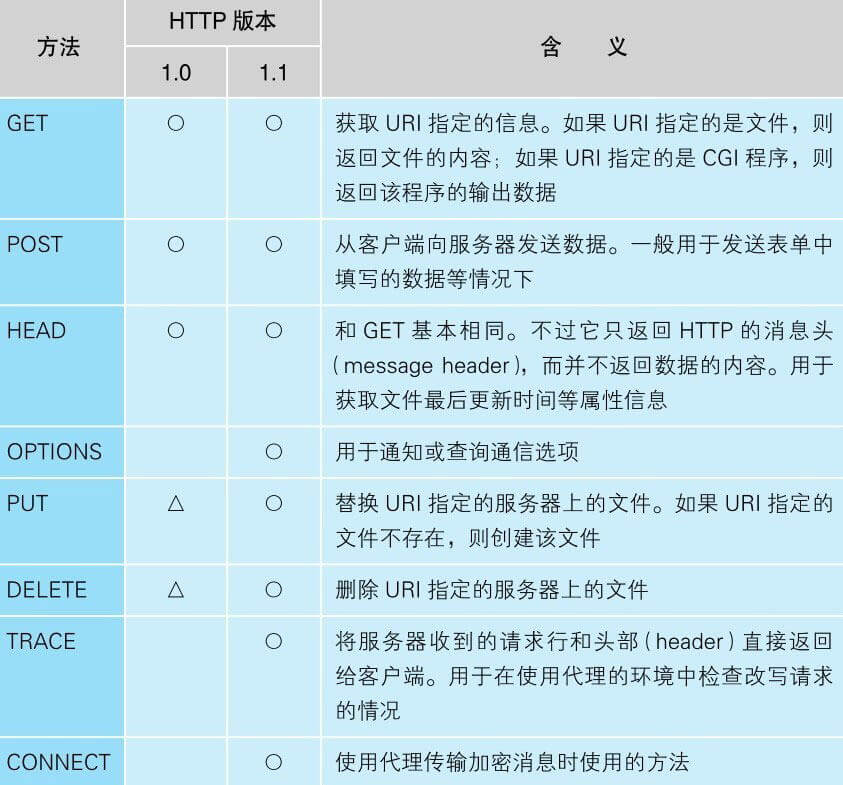 方法
HTTP 版本
含 义
1.0
1.1
GET
○
○
获取 URI 指定的信息。如果 URI 指定的是文件，则
返回文件的内容；如果 URI 指定的是 CGI 程序，则
返回该程序的输出数据
POST
○
○
从客户端向服务器发送数据。一般用于发送表单中
填写的数据等情况下
HEAD
○
○
和 GET 基本相同。不过它只返回 HTTP 的消息头
（message header），而并不返回数据的内容。用于
获取文件最后更新时间等属性信息
OPTIONS
○
用于通知或查询通信选项
PUT
△
○
替换 URI 指定的服务器上的文件。如果 URI 指定的
文件不存在，则创建该文件
DELETE
△
○
删除 URI 指定的服务器上的文件
TRACE
○
将服务器收到的请求行和头部（header）直接返回
给客户端。用于在使用代理的环境中检查改写请求
的情况
CONNECT
○
使用代理传输加密消息时使用的方法